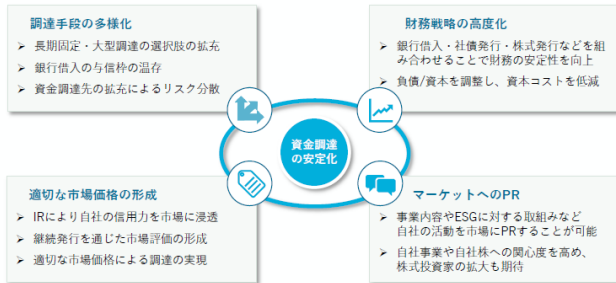 調達手段の多様化
➢ 長期固定・大型調達の選択肢の拡充
➢ 銀行借入の与信枠の温存
➢ 資金調達先の拡充によるリスク分散
財務戦略の高度化
➢ 銀行借入・社債発行・株式発行などを組
み合わせることで財務の安定性を向上
➢ 負債/資本を調整し、資本コストを低減
資金調達
の安定化
適切な市場価格の形成
➢ IRにより自社の信用力を市場に浸透
➢ 継続発行を通じた市場評価の形成
➢ 適切な市場価格による調達の実現
マーケットへのPR
➢ 事業内容やESGに対する取組みなど
自社の活動を市場にPRすることが可能
➢ 自社事業や自社株への関心度を高め、
株式投資家の拡大も期待